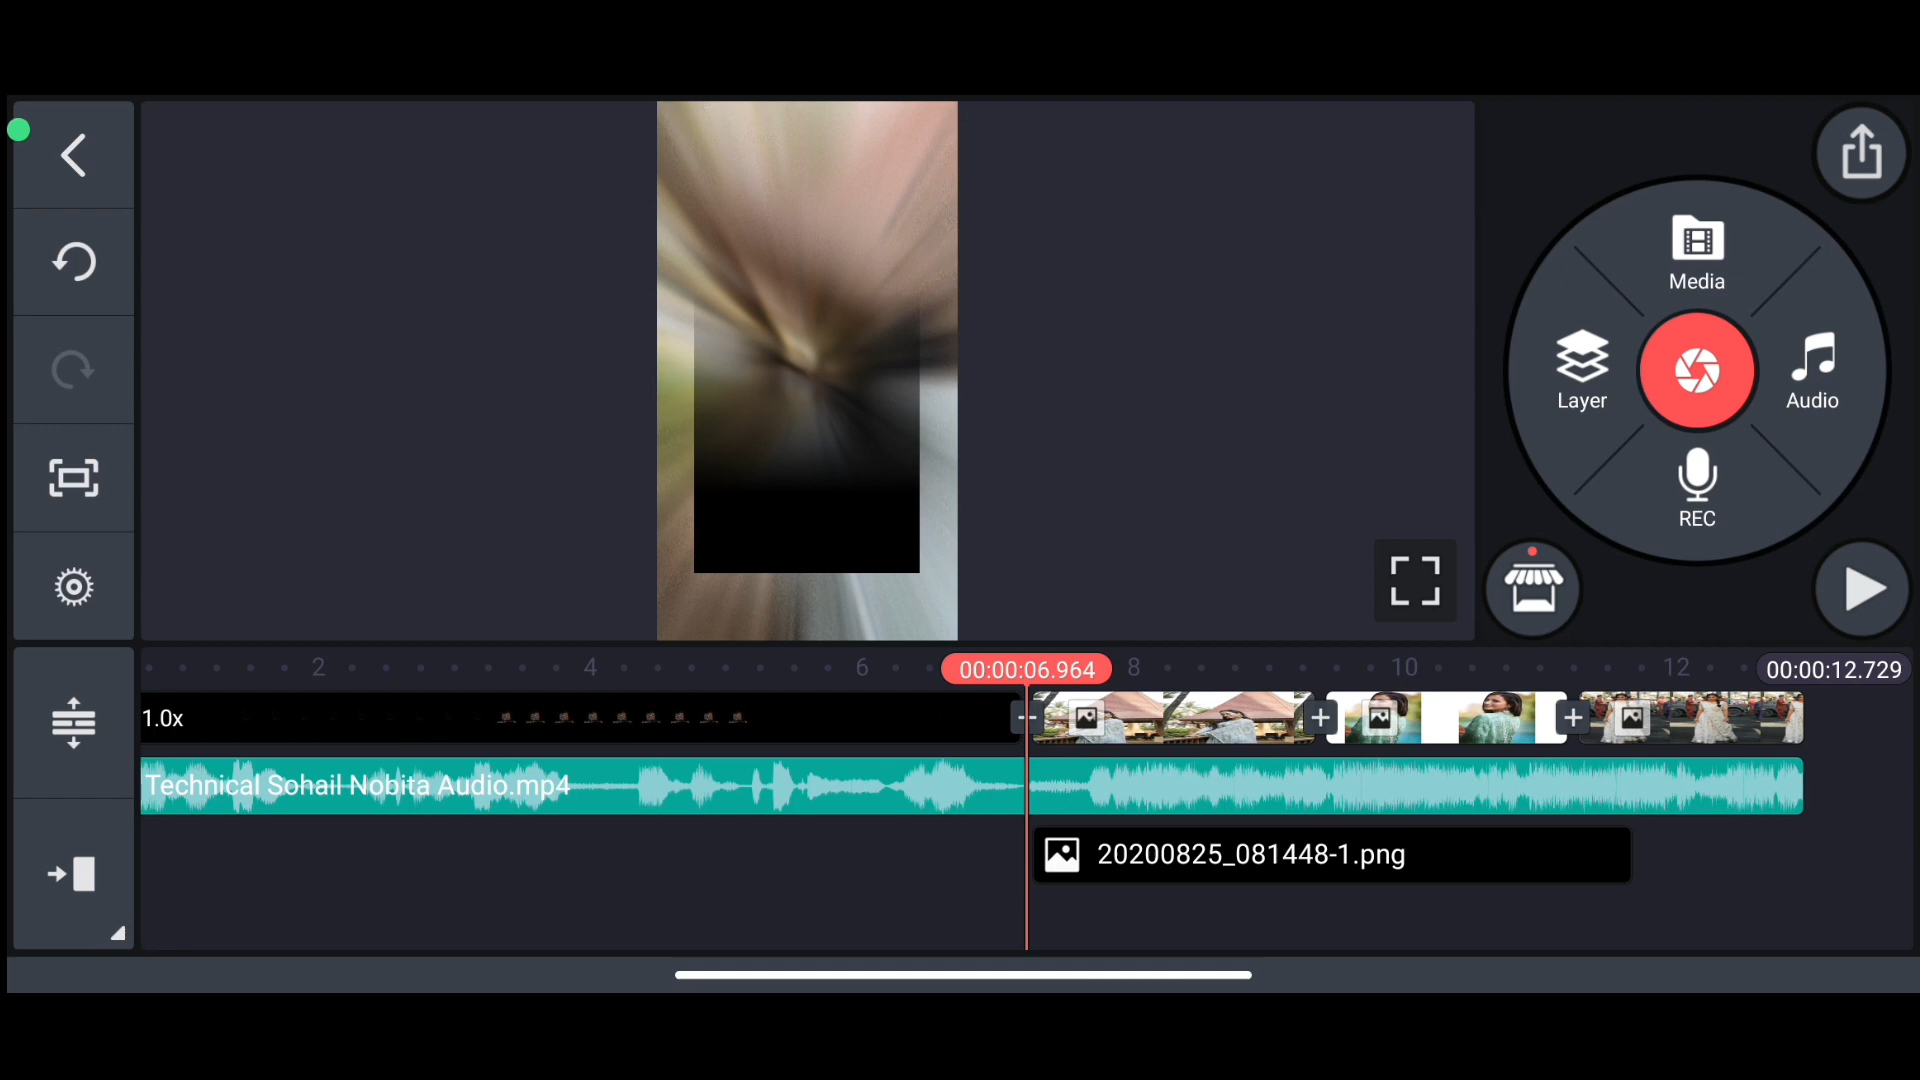 Media
Layer
Audio
REC
2
4
6
00:00:06.964
8
10
12
00:00:12.729
1.0x
Technical Sohail Nobita Audio.mp4
20200825_081448-1.png